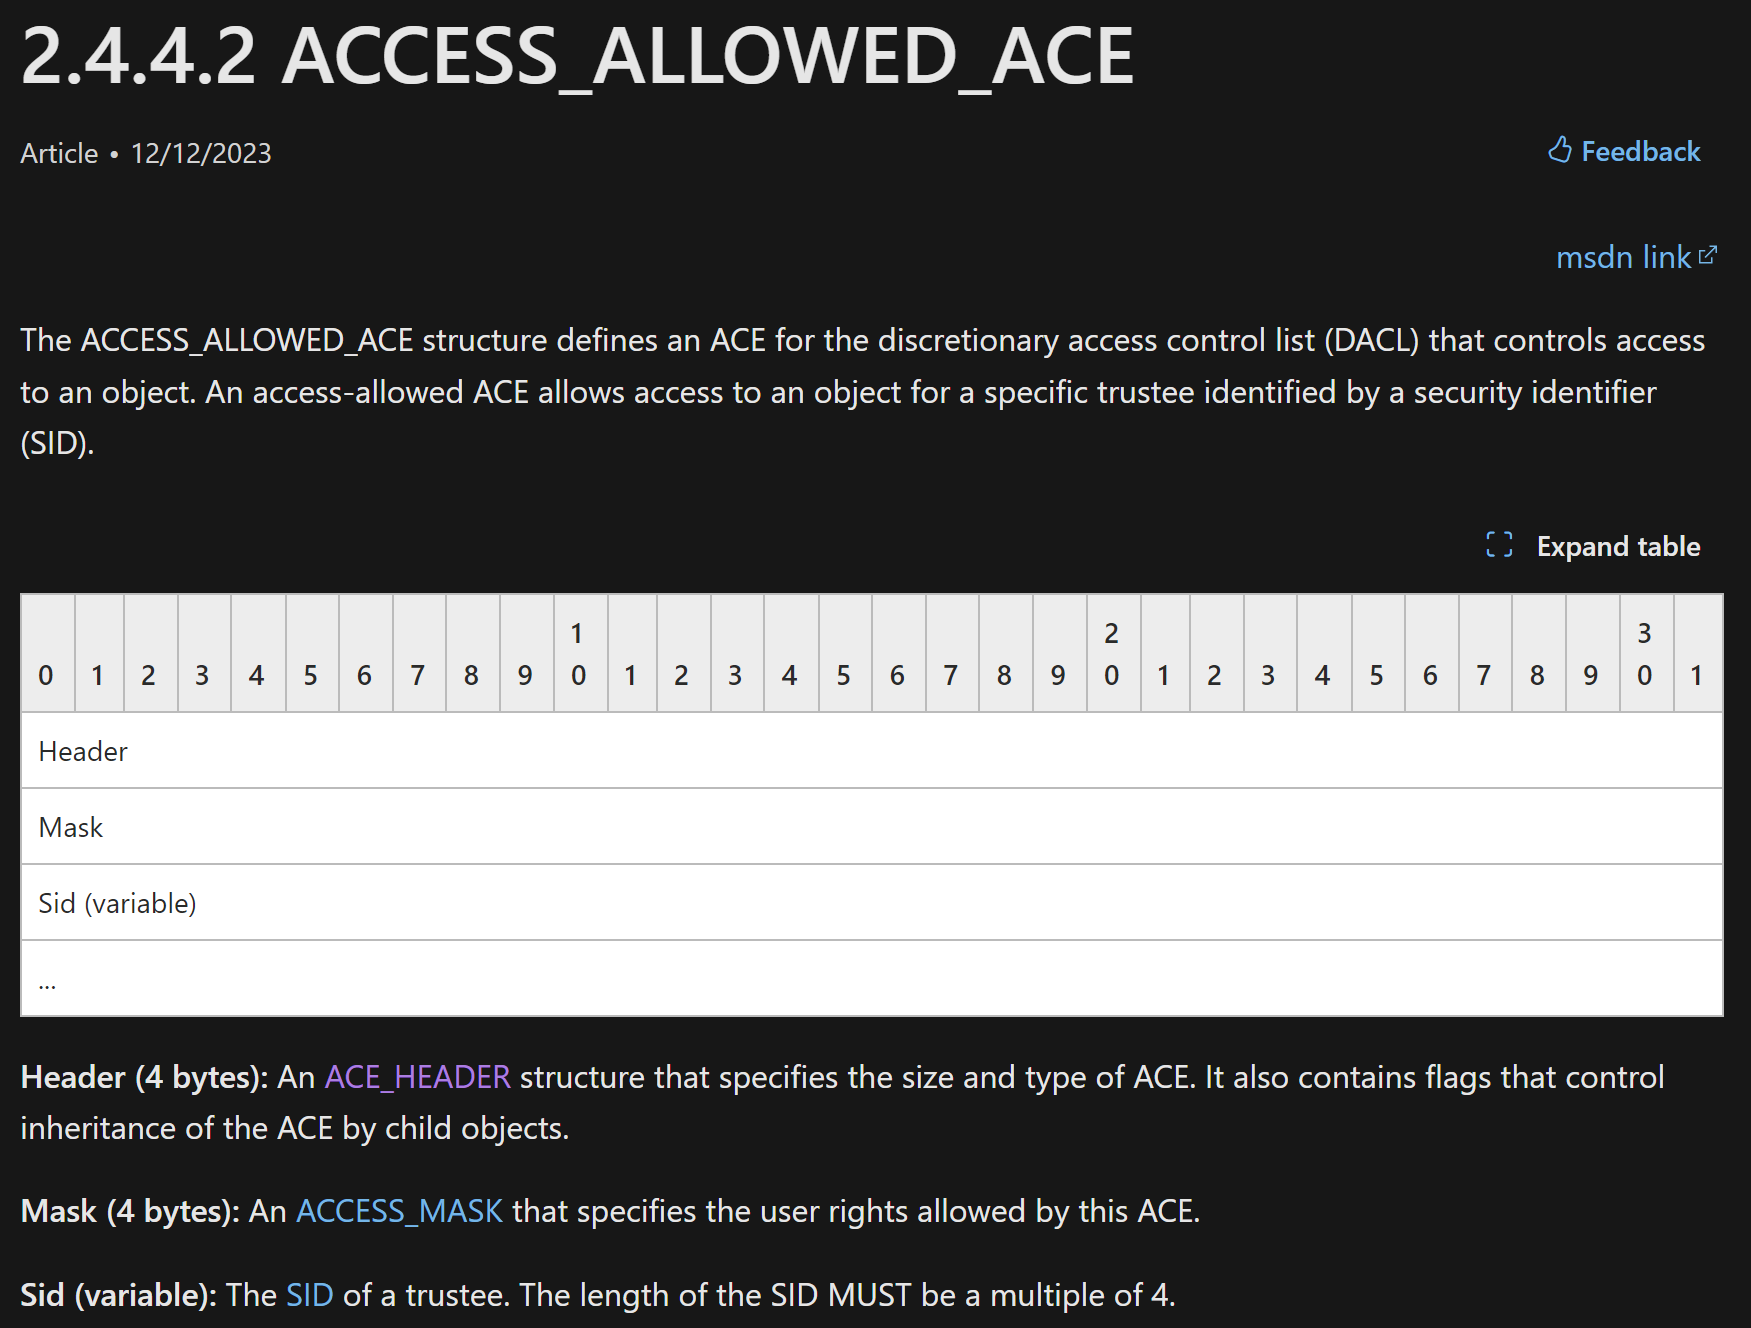 2.4.4.2 ACCESS_ALLOWED_ACE
Article • 12/12/2023
Feedback
msdn link
The ACCESS_ALLOWED_ACE structure defines an ACE for the discretionary access control list (DACL) that controls access
to an object. An access-allowed ACE allows access to an object for a specific trustee identified by a security identifier
(SID).
Expand table
0 1 2 3 4 5 6 7 8 9 10 1 2 3 4 5 6 7 8 9 20 1 2 3 4 5 6 7 8 9 30 1
Header
Mask
Sid (variable)
...
Header (4 bytes): An ACE_HEADER structure that specifies the size and type of ACE. It also contains flags that control
inheritance of the ACE by child objects.
Mask (4 bytes): An ACCESS_MASK that specifies the user rights allowed by this ACE.
Sid (variable): The SID of a trustee. The length of the SID MUST be a multiple of 4.